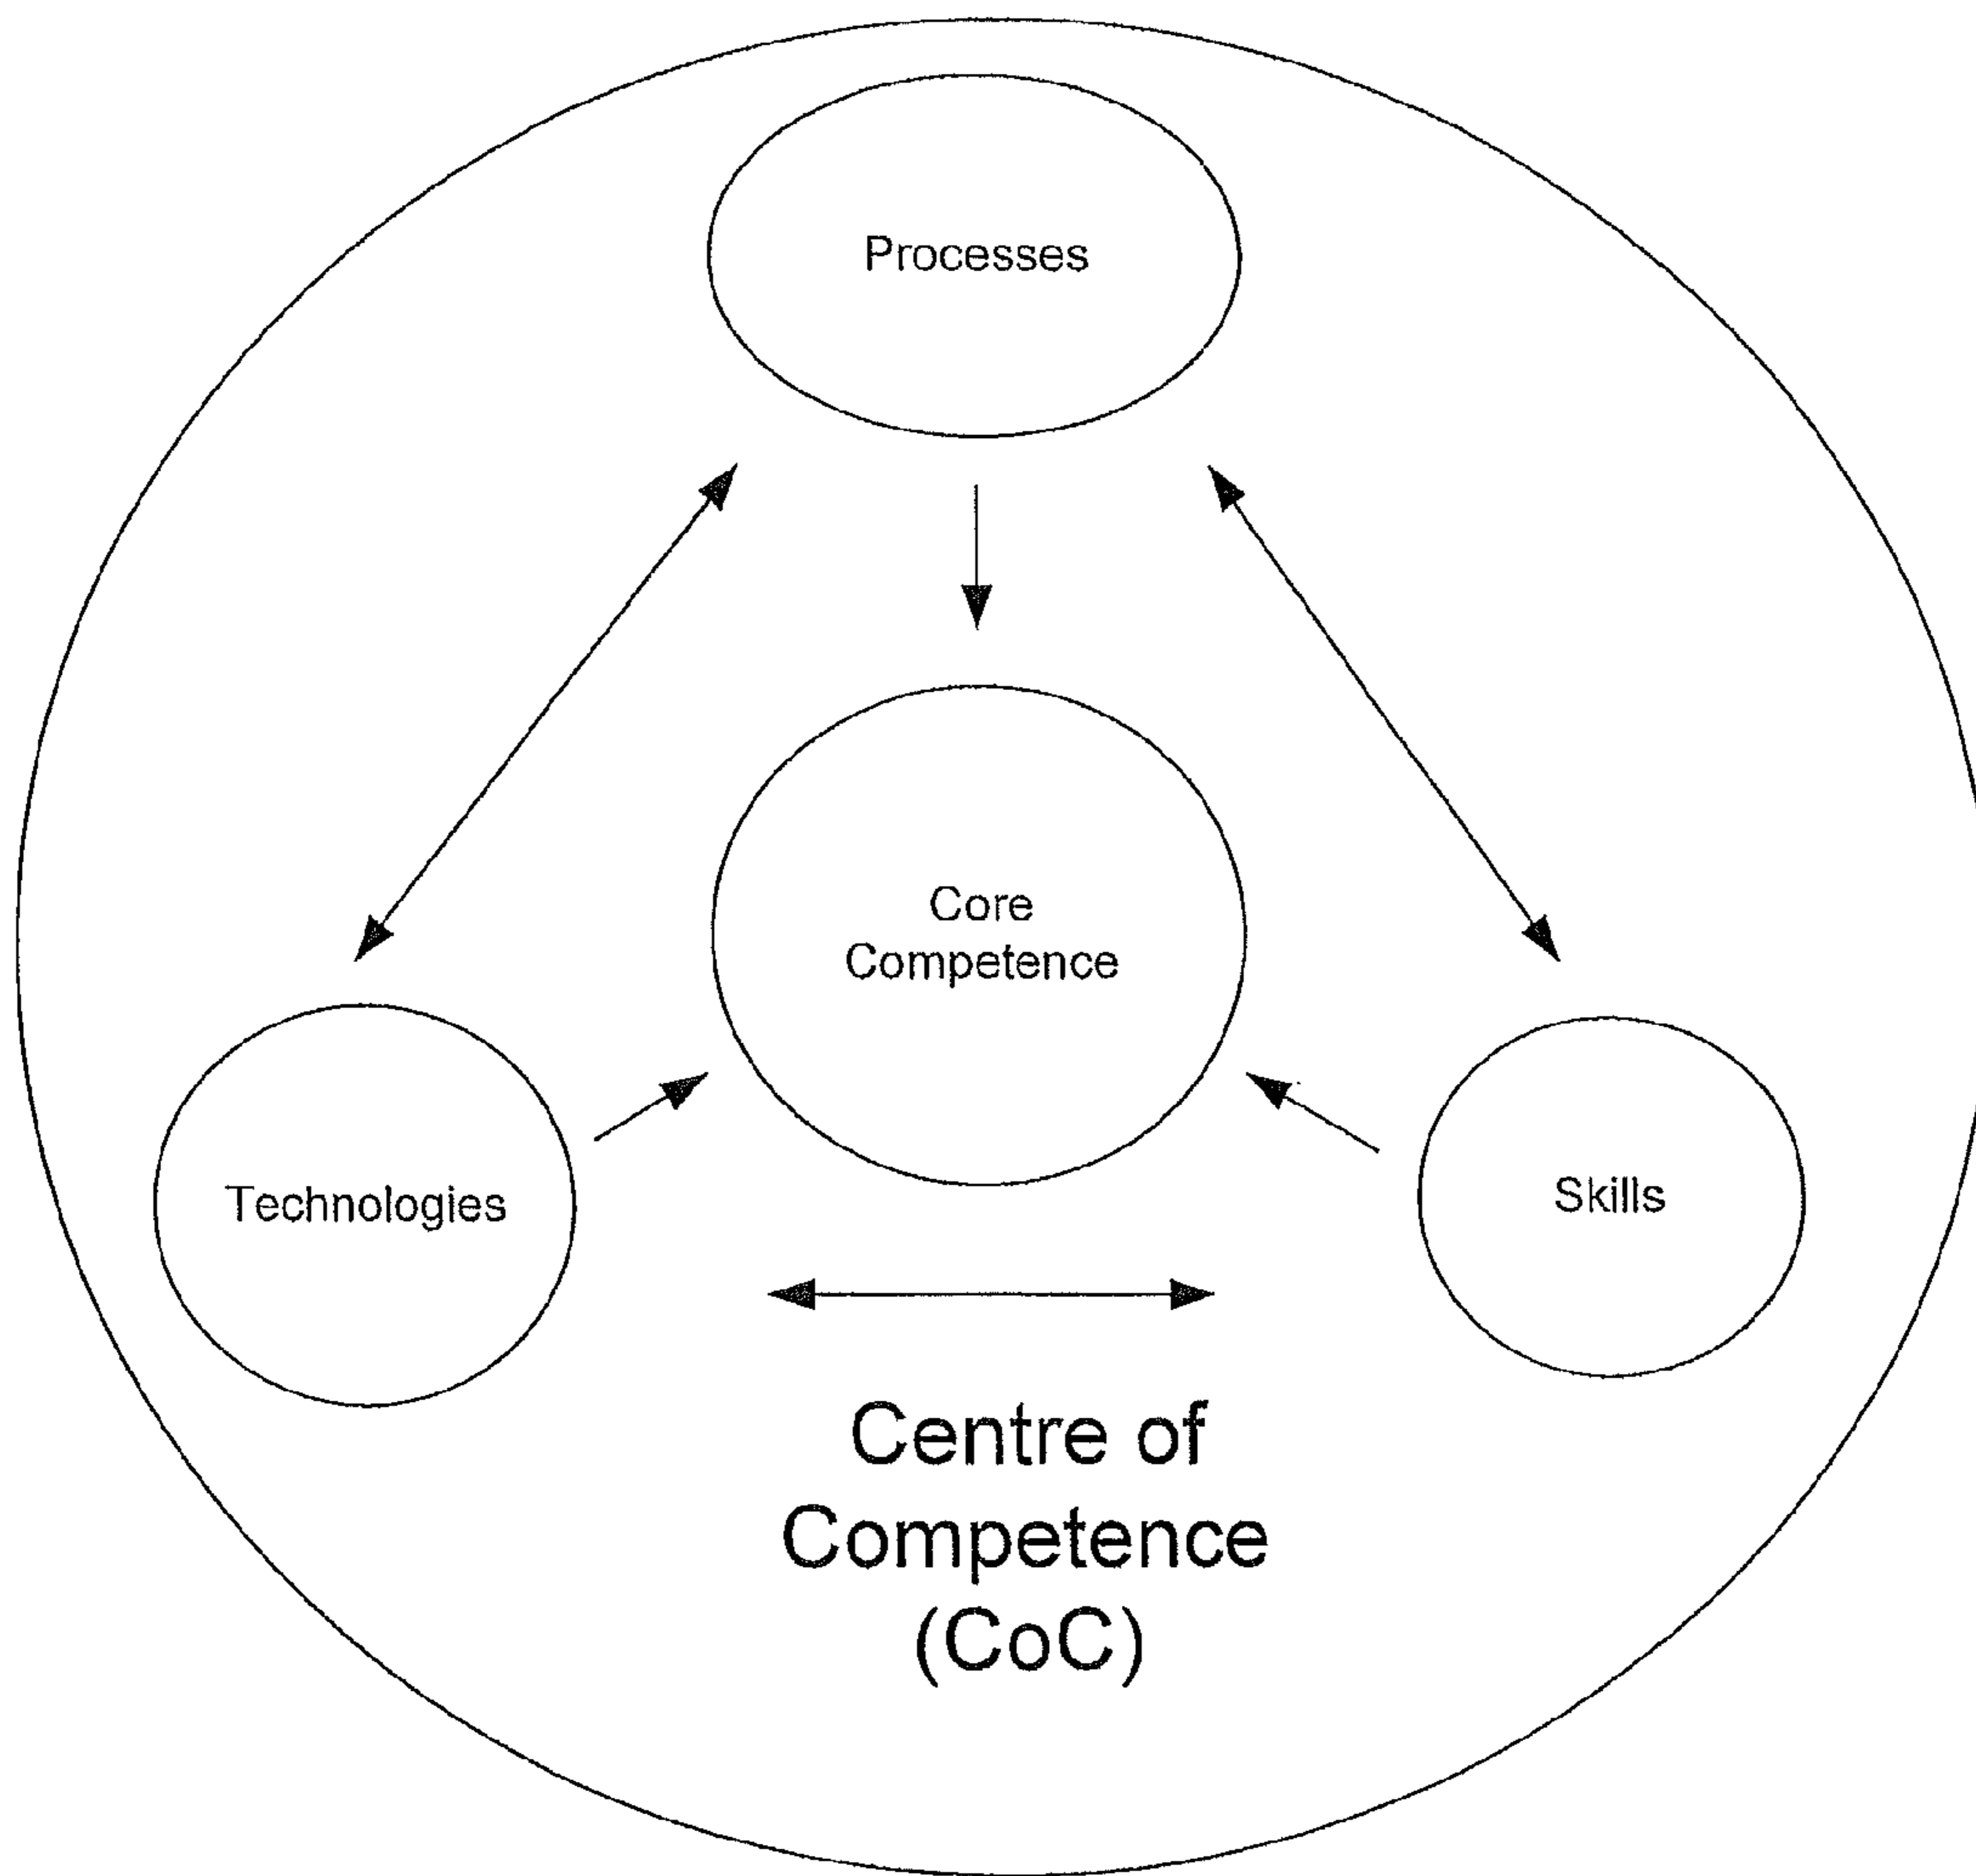 Processes
Core
Competence
Technologies
Skills
Centre of
Competence
(CoC)